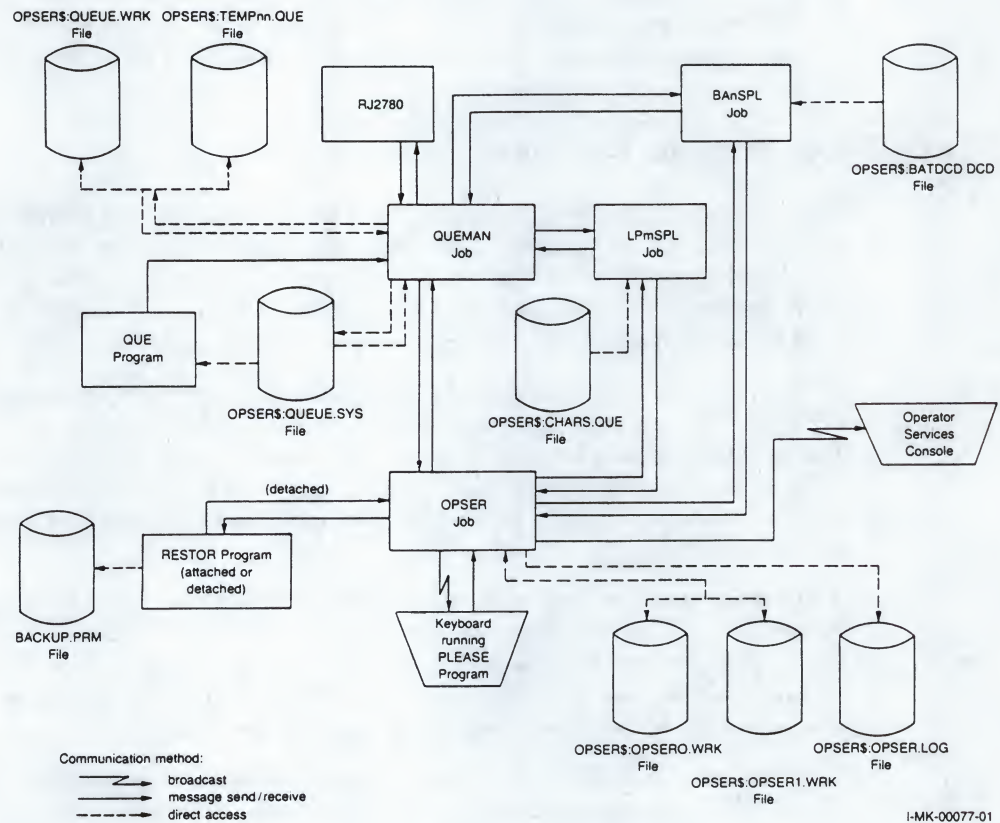 OPSER$:QUEUE.WRK
File
OPSER$:TEMPnn.QUE
File
RJ2780
BAnSPL
Job
OPSER$:BATDCD DCD
File
QUEMAN
Job
LPmSPL
Job
QUE
Program
OPSER$:QUEUE.SYS
File
OPSER$:CHARS.QUE
File
Operator
Services
Console
(detached)
OPSER
Job
RESTOR Program
(attached or
detached)
BACKUP.PRM
File
Keyboard
running
PLEASE
Program
OPSER$:OPSER0.WRK
File
OPSER$:OPSER1.WRK
File
OPSER$:OPSER.LOG
File
Communication method:
broadcast
message send/receive
direct access
I-MK-00077-01